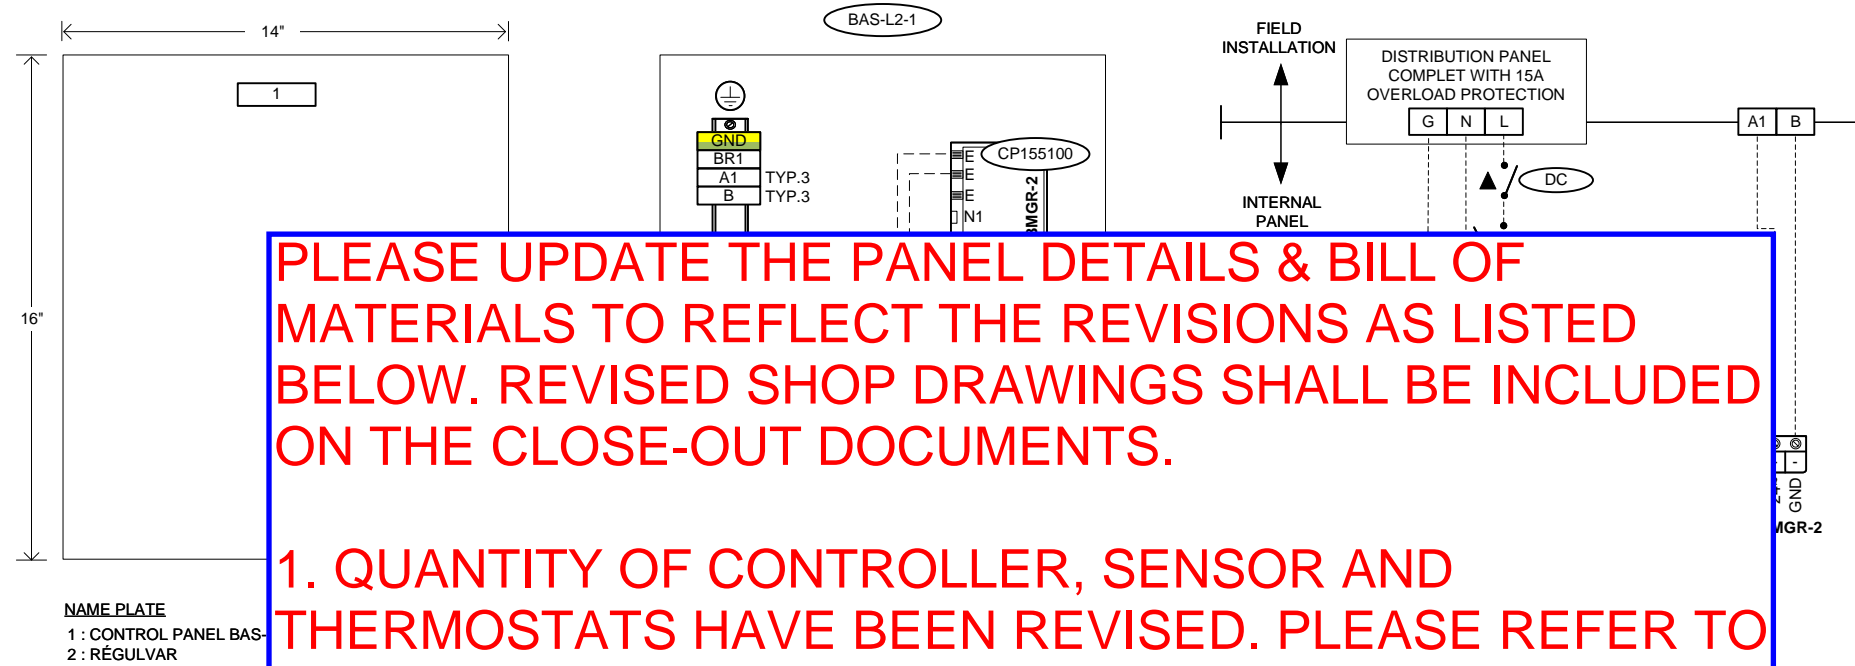 14"
BAS-L2-1
FIELD
INSTALLATION
DISTRIBUTION PANEL
COMPLET WITH 15A
OVERLOAD PROTECTION
1
G N L
A1 B
GND
BR1
A1 TYP.3
B TYP.3
E
E
E
N1
CP155100
MGR-2
DC
INTERNAL
PANEL
16"
PLEASE UPDATE THE PANEL DETAILS & BILL OF
MATERIALS TO REFLECT THE REVISIONS AS LISTED
BELOW. REVISED SHOP DRAWINGS SHALL BE INCLUDED
ON THE CLOSE-OUT DOCUMENTS.
1. QUANTITY OF CONTROLLER, SENSOR AND
THERMOSTATS HAVE BEEN REVISED. PLEASE REFER TO
-
GND
MGR-2
NAME PLATE
1 : CONTROL PANEL BAS-
2 : RÉGULVAR